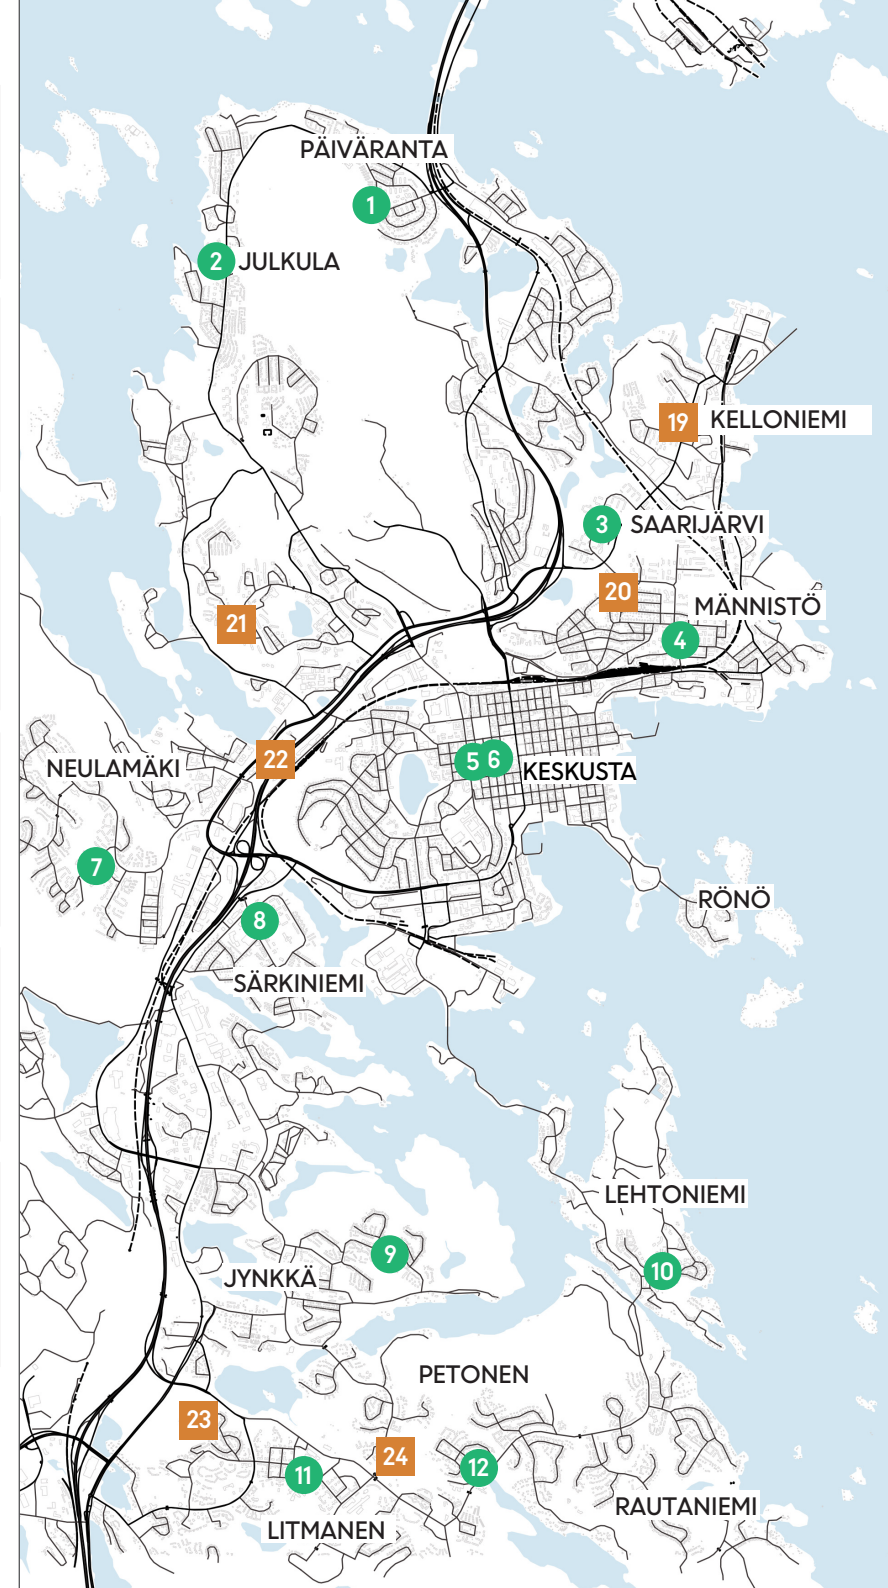 PÄIVÄRANTA
1
2 JULKULA
19 KELLONIEMI
3 SAARIJÄRVI
20
MÄNNISTÖ
21
4
22
5 6
NEULAMÄKI
KESKUSTA
7
RÖNÖ
8
SÄRKINIEMI
LEHTONIEMI
9
10
JYNKKÄ
PETONEN
23
24
11
12
RAUTANIEMI
LITMANEN